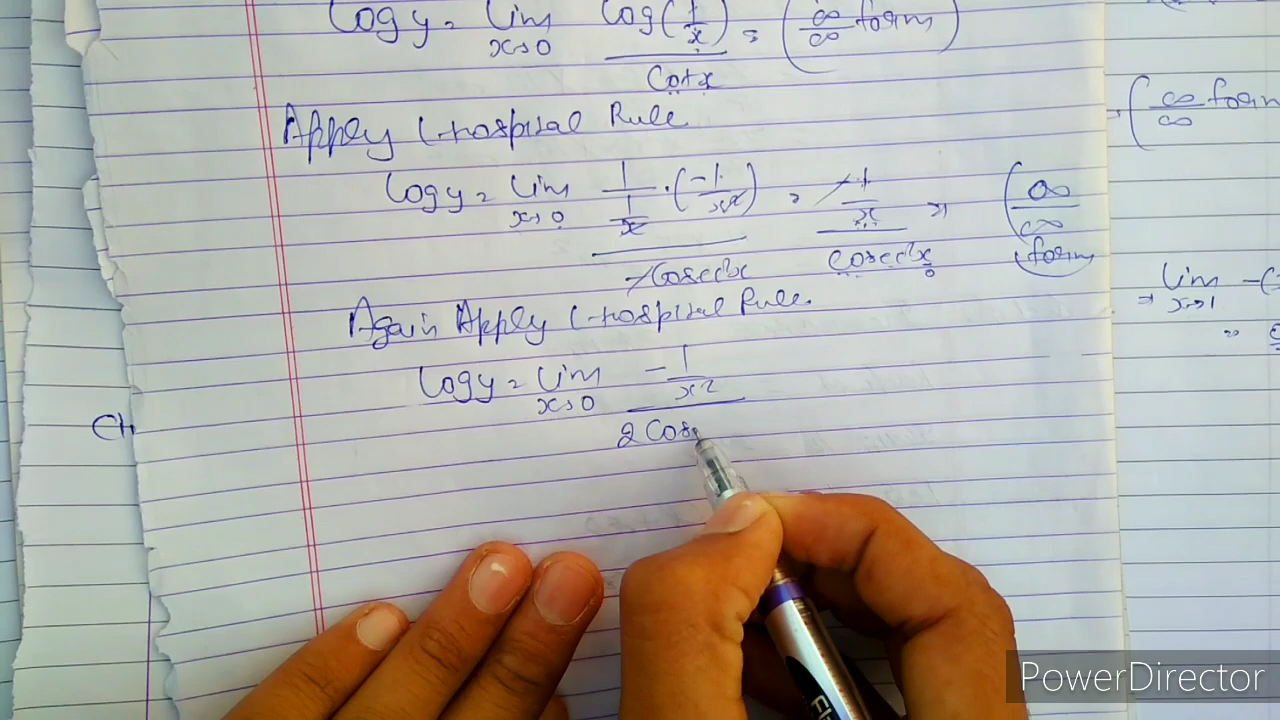 Log y = lim x→0 log(1/x) / Cot x = (∞/∞ form)
Apply L-hospital Rule
log y = lim x→0 1/(1/x) · (-1/x²) / -Cosec²x = 1/x / Cosec²x = (∞/∞ form)
Again Apply L-hospital Rule.
log y = lim x→0 -1/x² / 2 Cos
(∞/∞ form
⇒ lim x→1 -(
=
PowerDirector